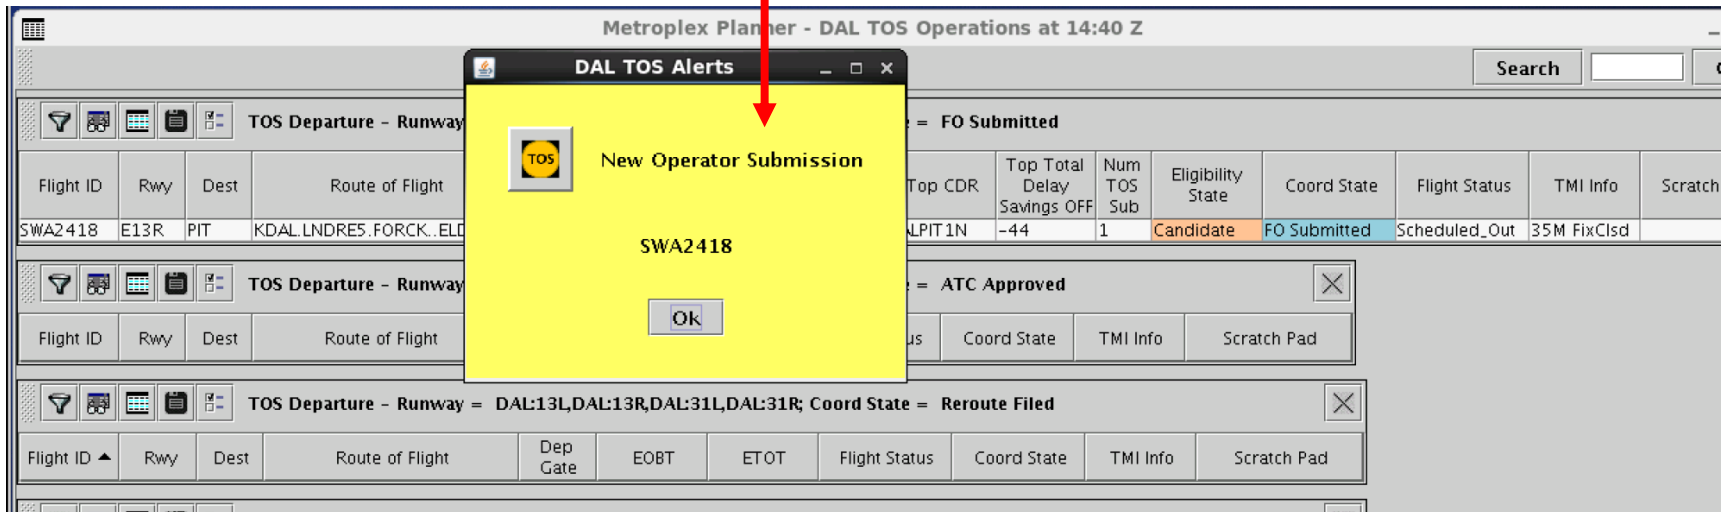 Metroplex Planner - DAL TOS Operations at 14:40 Z
DAL TOS Alerts
Search
TOS Departure - Runway = FO Submitted
TOS New Operator Submission
SWA2418
Ok
Flight ID Rwy Dest Route of Flight Top CDR Top Total Delay Savings OFF Num TOS Sub Eligibility State Coord State Flight Status TMI Info Scratch
SWA2418 E13R PIT KDAL.LNDRE5.FORCK..ELD LPIT1N -44 1 Candidate FO Submitted Scheduled_Out 35M FixClsd
TOS Departure - Runway = ATC Approved
Flight ID Rwy Dest Route of Flight us Coord State TMI Info Scratch Pad
TOS Departure - Runway = DAL:13L,DAL:13R,DAL:31L,DAL:31R; Coord State = Reroute Filed
Flight ID Rwy Dest Route of Flight Dep Gate EOBT ETOT Flight Status Coord State TMI Info Scratch Pad